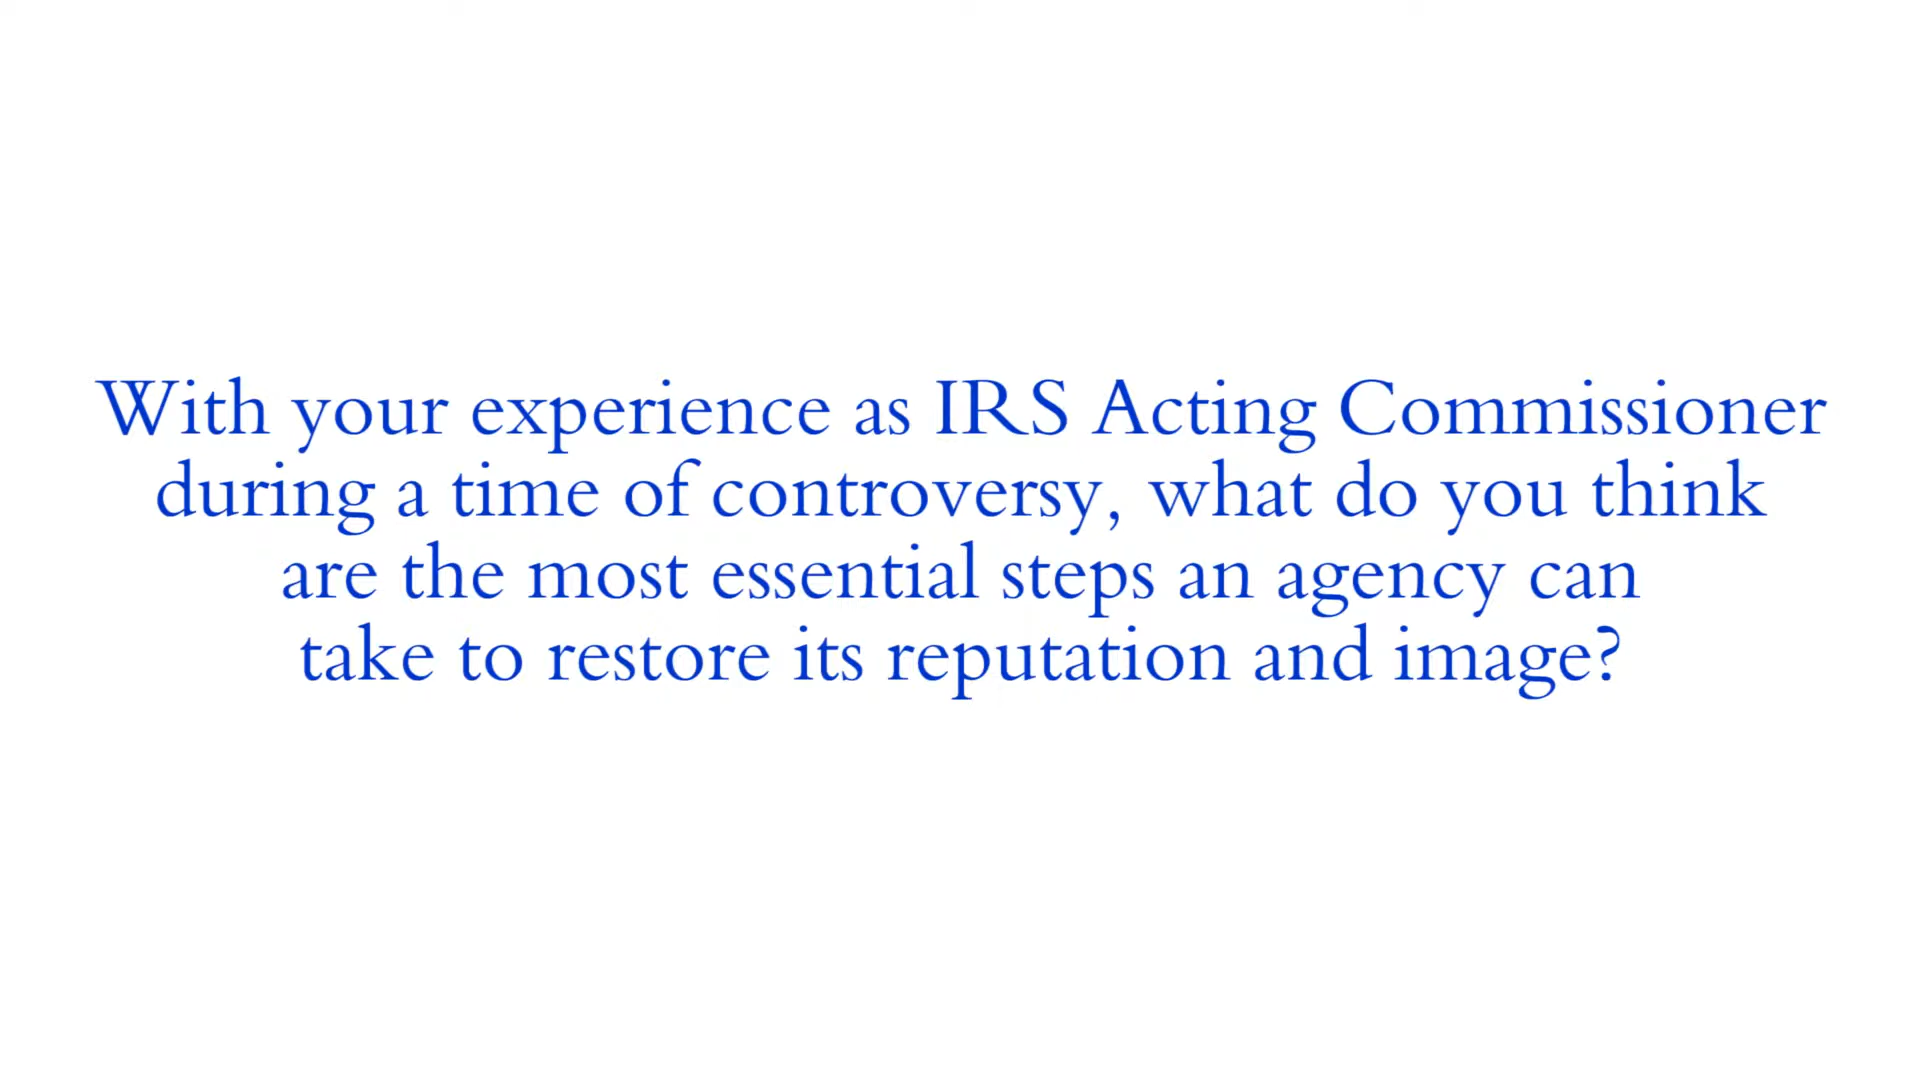 With your experience as IRS Acting Commissioner
during a time of controversy, what do you think
are the most essential steps an agency can
take to restore its reputation and image?